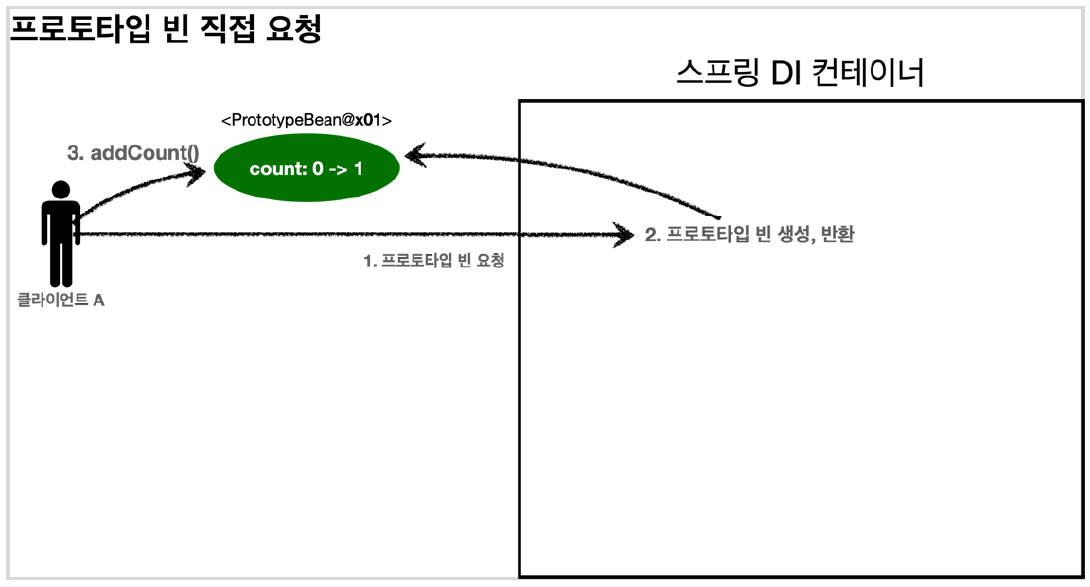 프로토타입 빈 직접 요청
스프링 DI 컨테이너
<PrototypeBean@x01>
3. addCount()
count: 0 -> 1
2. 프로토타입 빈 생성, 반환
1. 프로토타입 빈 요청
클라이언트 A